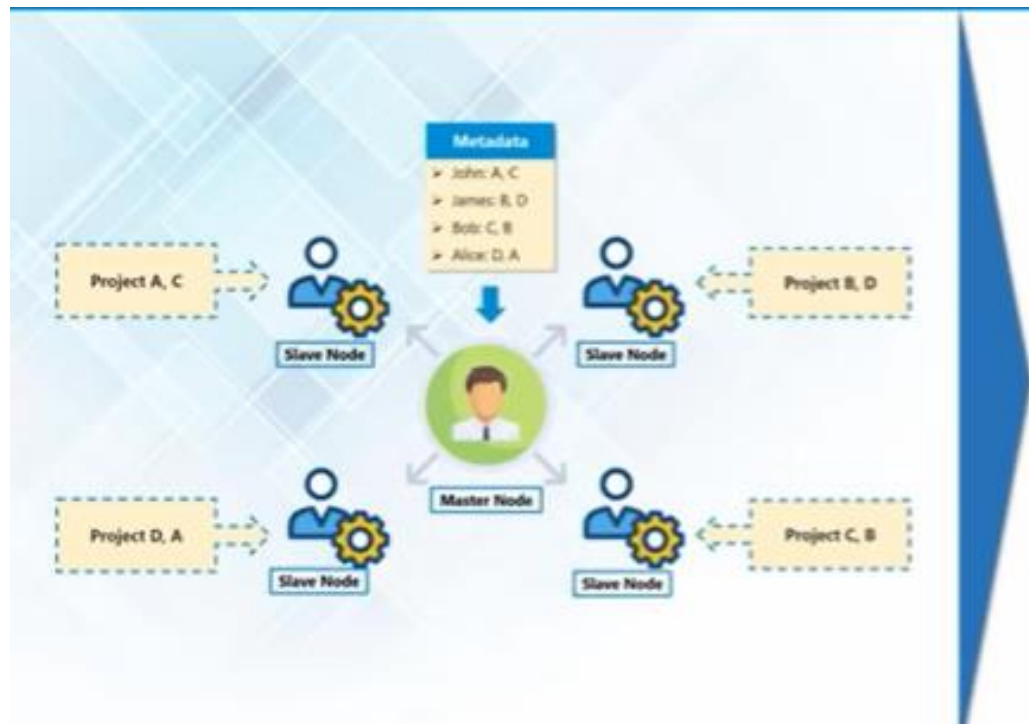 Metadata
➤ John: A, C
➤ James: B, D
➤ Bob: C, B
➤ Alice: D, A
Project A, C
Project B, D
Slave Node
Slave Node
Master Node
Project D, A
Project C, B
Slave Node
Slave Node